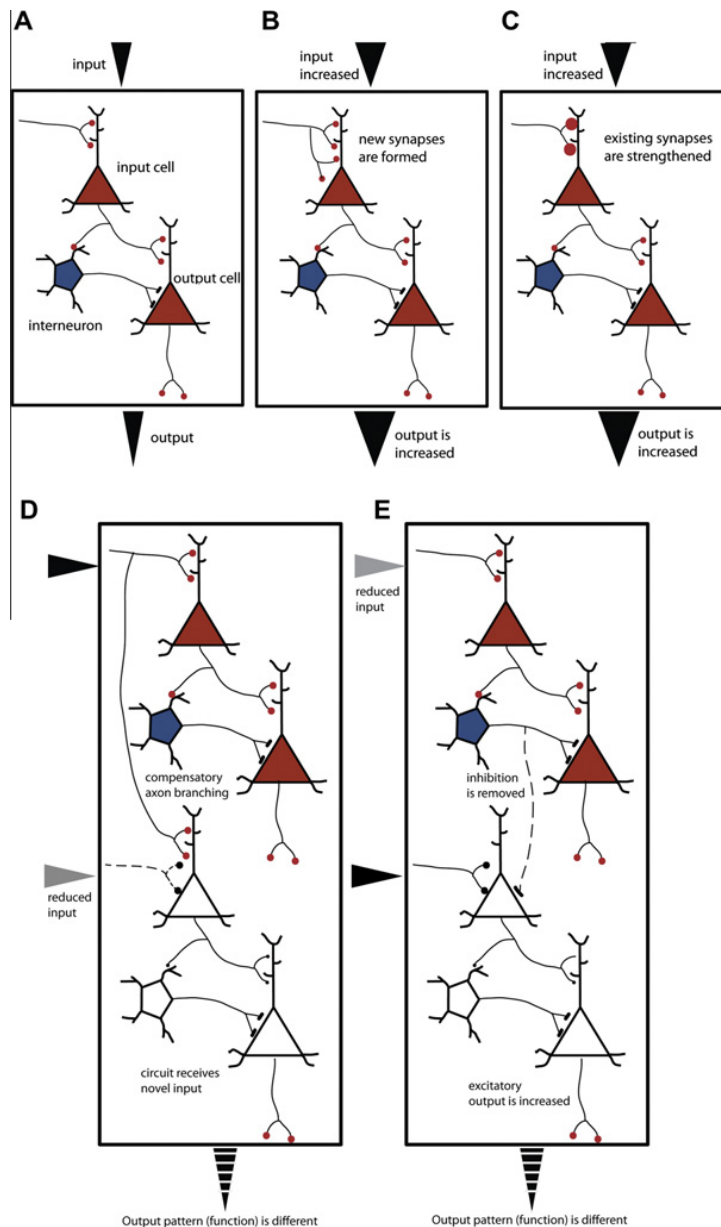 A
input
input cell
output cell
interneuron
output
B
input
increased
new synapses
are formed
output is
increased
C
input
increased
existing synapses
are strengthened
output is
increased
D
compensatory
axon branching
reduced
input
circuit receives
novel input
Output pattern (function) is different
E
reduced
input
inhibition
is removed
excitatory
output is increased
Output pattern (function) is different